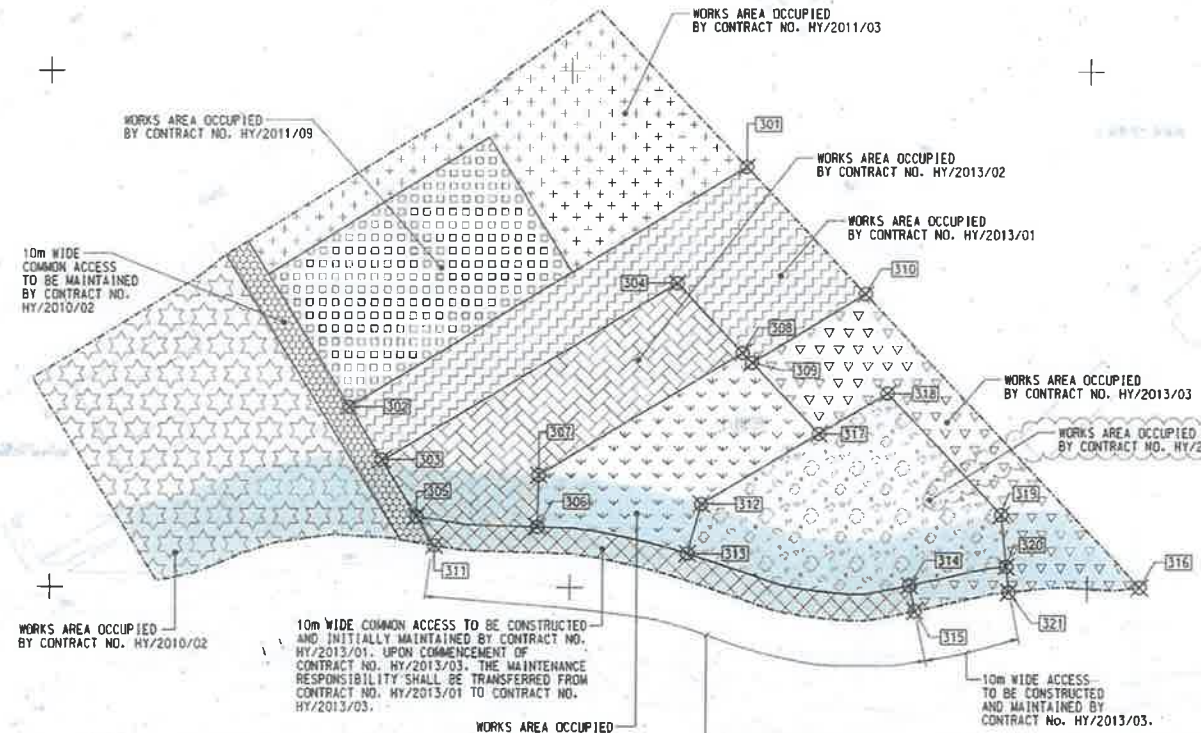 WORKS AREA OCCUPIED
BY CONTRACT NO. HY/2011/03
WORKS AREA OCCUPIED
BY CONTRACT NO. HY/2011/09
301
WORKS AREA OCCUPIED
BY CONTRACT NO. HY/2013/02
WORKS AREA OCCUPIED
BY CONTRACT NO. HY/2013/01
10m WIDE
COMMON ACCESS
TO BE MAINTAINED
BY CONTRACT NO.
HY/2010/02
304
310
308
309
302
318
WORKS AREA OCCUPIED
BY CONTRACT NO. HY/2013/03
317
307
WORKS AREA OCCUPIED
BY CONTRACT NO.
303
305
306
312
319
313
311
320
314
316
315
321
WORKS AREA OCCUPIED
BY CONTRACT NO. HY/2010/02
10m WIDE COMMON ACCESS TO BE CONSTRUCTED
AND INITIALLY MAINTAINED BY CONTRACT NO.
HY/2013/01. UPON COMMENCEMENT OF
CONTRACT NO. HY/2013/03. THE MAINTENANCE
RESPONSIBILITY SHALL BE TRANSFERRED FROM
CONTRACT NO. HY/2013/01 TO CONTRACT NO.
HY/2013/03.
10m WIDE ACCESS
TO BE CONSTRUCTED
AND MAINTAINED BY
CONTRACT No. HY/2013/03.
WORKS AREA OCCUPIED